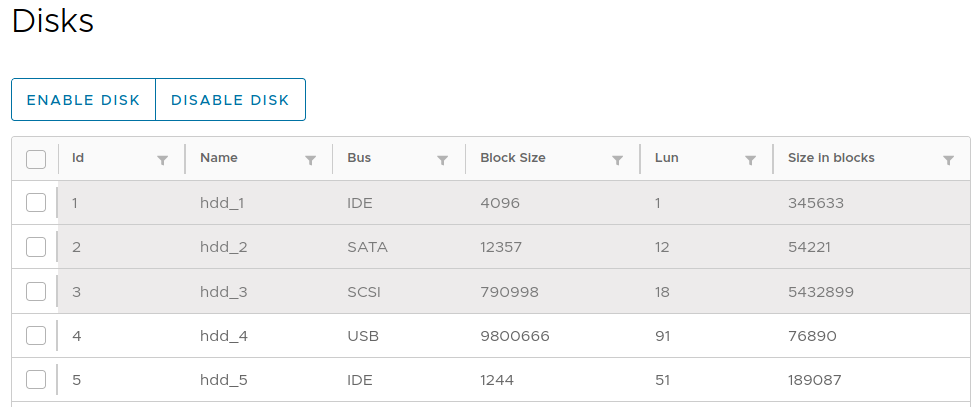 Disks
ENABLE DISK DISABLE DISK
Id Name Bus Block Size Lun Size in blocks
1 hdd_1 IDE 4096 1 345633
2 hdd_2 SATA 12357 12 54221
3 hdd_3 SCSI 790998 18 5432899
4 hdd_4 USB 9800666 91 76890
5 hdd_5 IDE 1244 51 189087